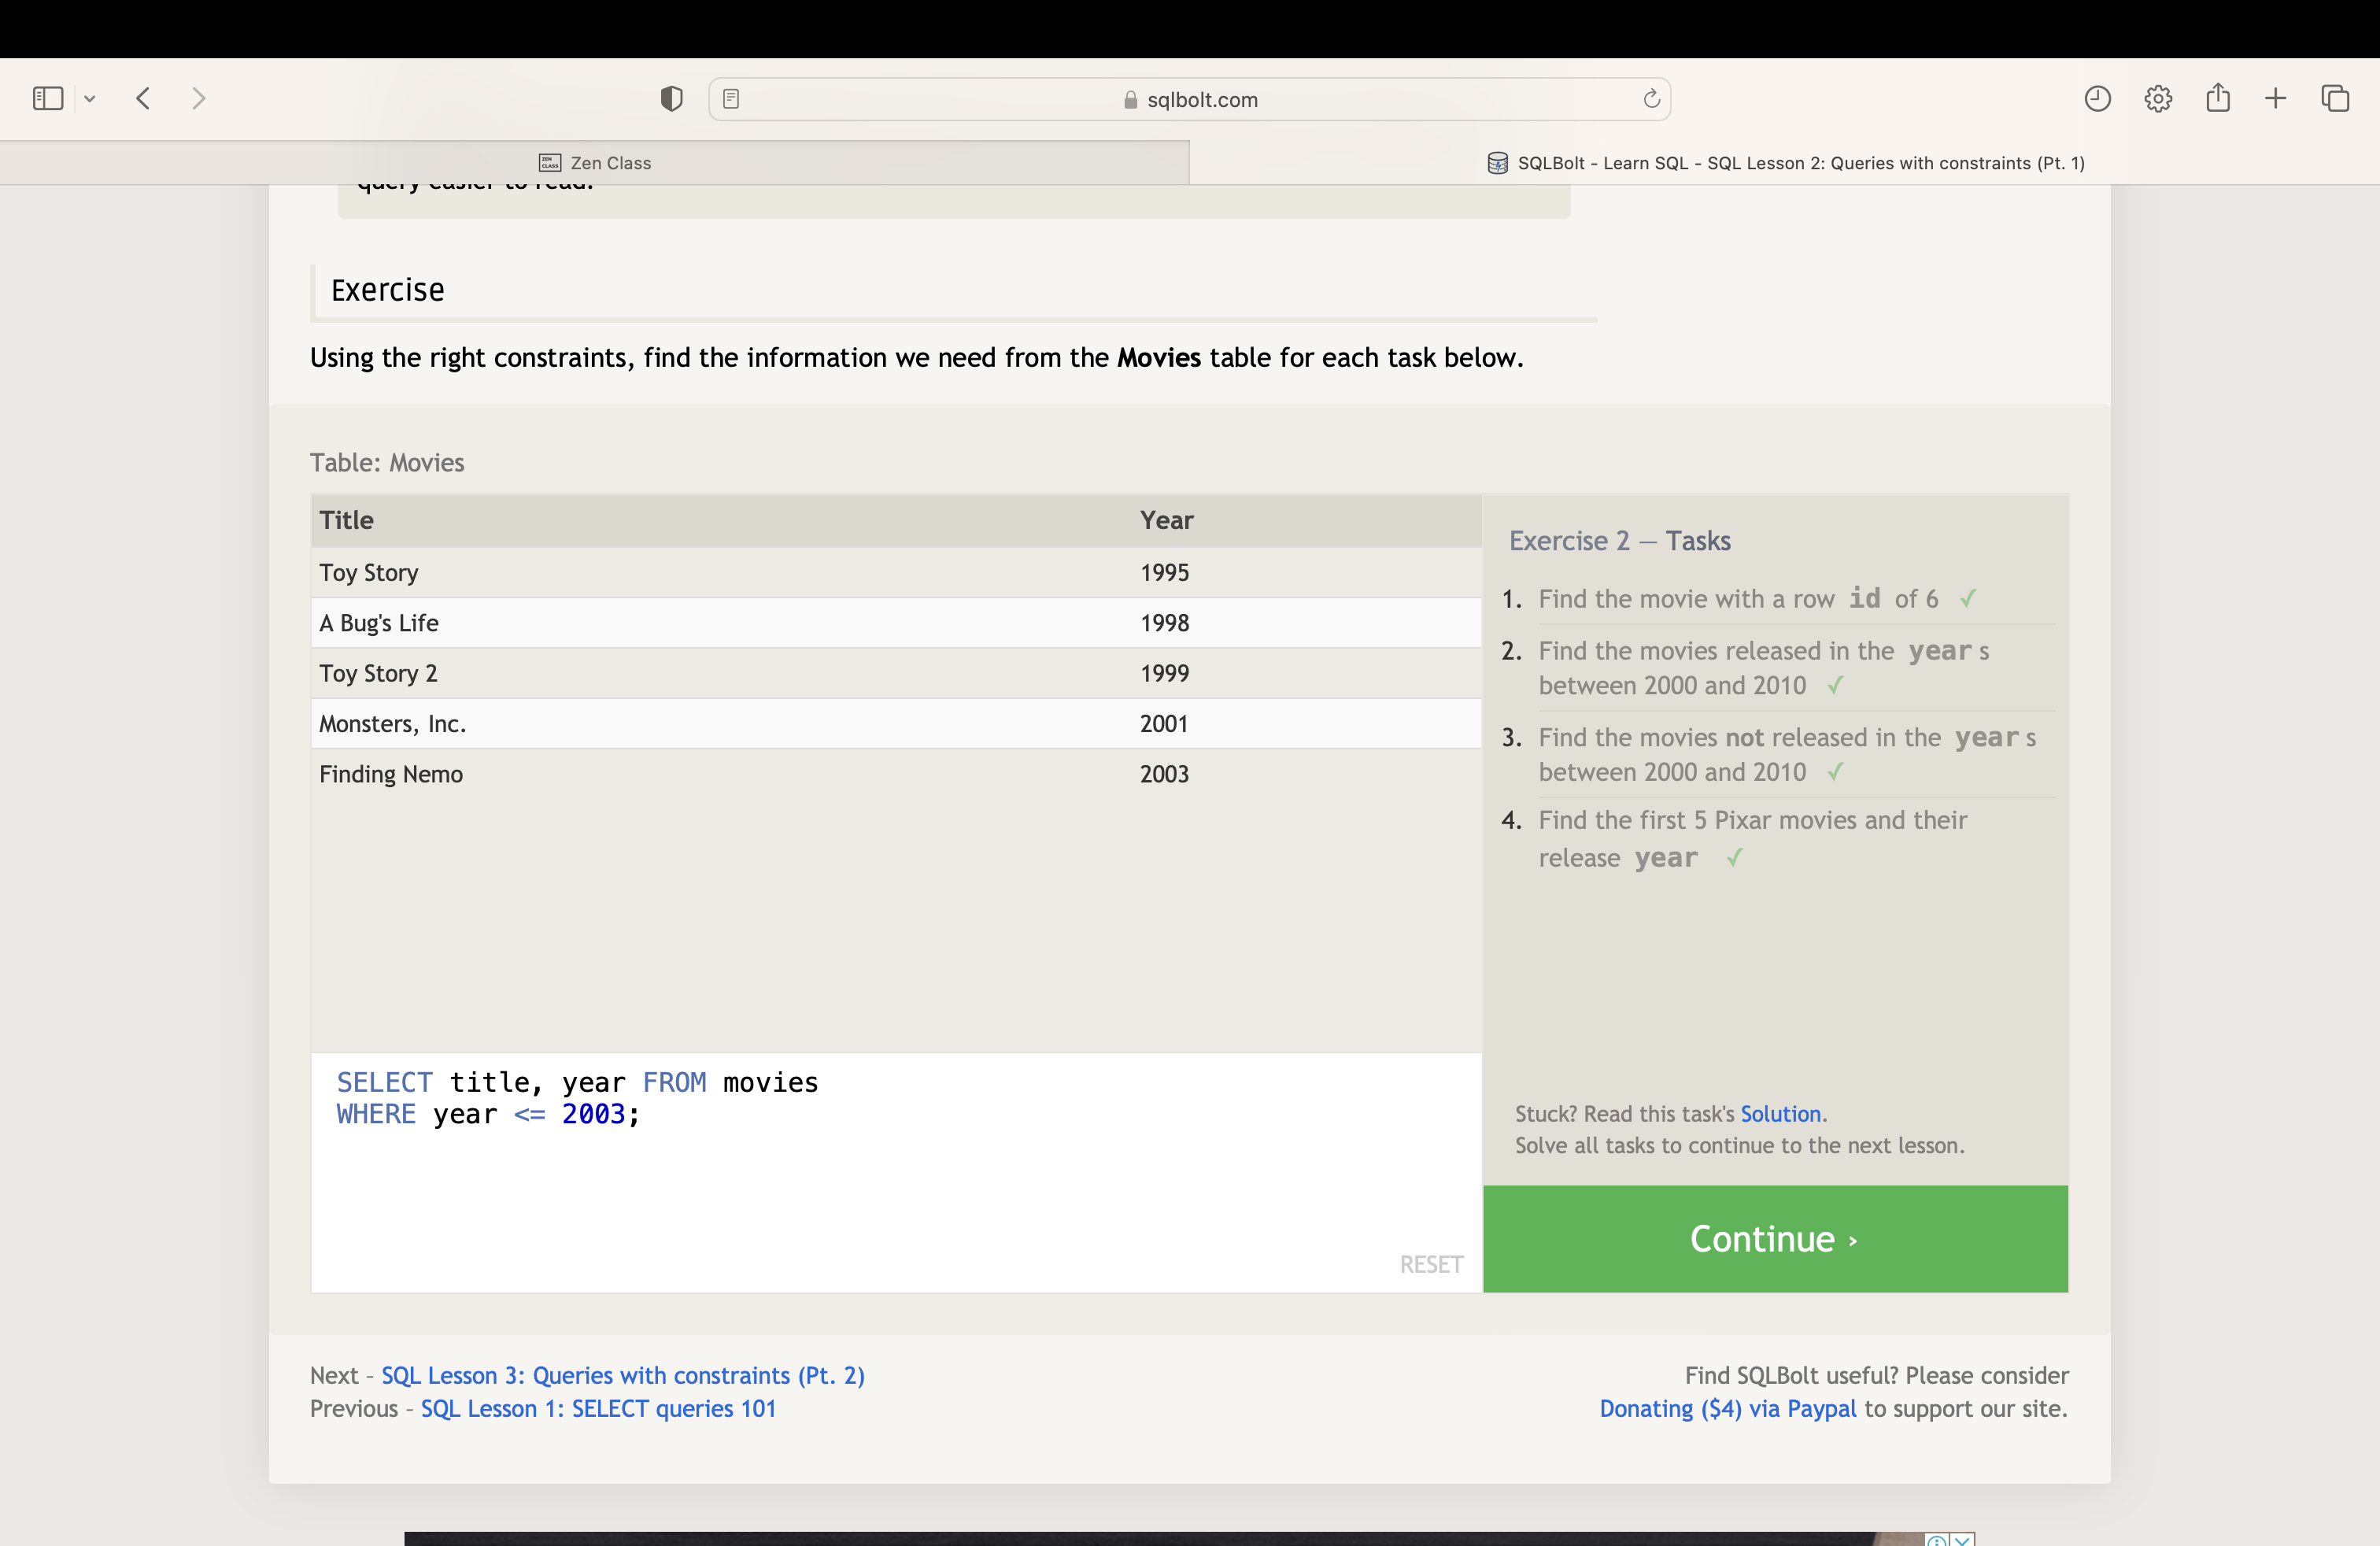 sqlbolt.com
Zen Class
SQLBolt - Learn SQL - SQL Lesson 2: Queries with constraints (Pt. 1)
query easier to read.
Exercise
Using the right constraints, find the information we need from the Movies table for each task below.
Table: Movies
Title Year
Toy Story 1995
A Bug's Life 1998
Toy Story 2 1999
Monsters, Inc. 2001
Finding Nemo 2003
SELECT title, year FROM movies
WHERE year <= 2003;
RESET
Exercise 2 — Tasks
1. Find the movie with a row id of 6 ✓
2. Find the movies released in the year s
between 2000 and 2010 ✓
3. Find the movies not released in the year s
between 2000 and 2010 ✓
4. Find the first 5 Pixar movies and their
release year ✓
Stuck? Read this task's Solution.
Solve all tasks to continue to the next lesson.
Continue ›
Next – SQL Lesson 3: Queries with constraints (Pt. 2)
Previous – SQL Lesson 1: SELECT queries 101
Find SQLBolt useful? Please consider
Donating ($4) via Paypal to support our site.